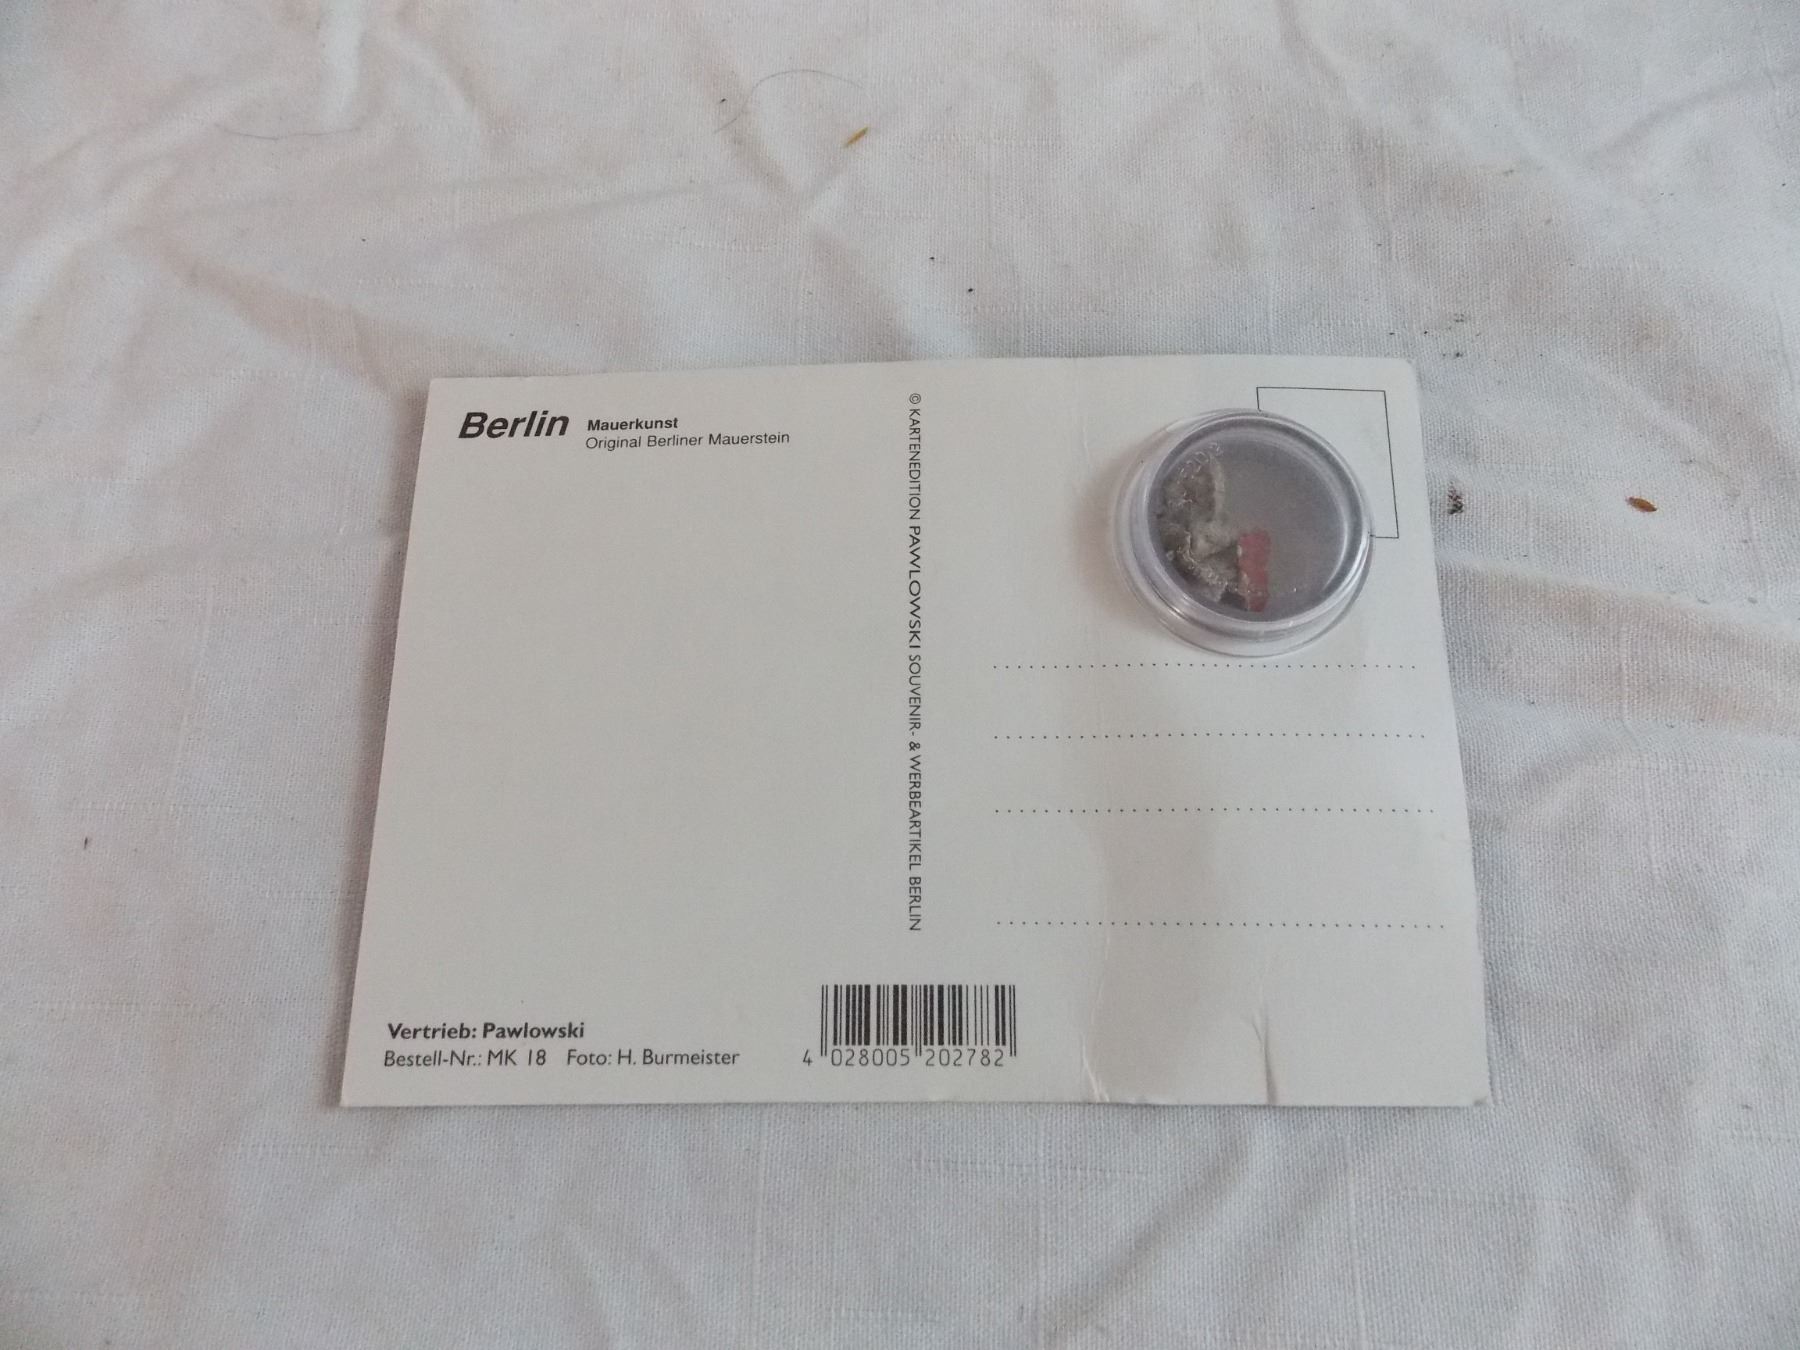 Berlin Mauerkunst
Original Berliner Mauerstein
© KARTENEDITION PAWLOWSKI SOUVENIR- & WERBEARTIKEL BERLIN
Vertrieb: Pawlowski
Bestell-Nr.: MK 18 Foto: H. Burmeister
4 028005 202782